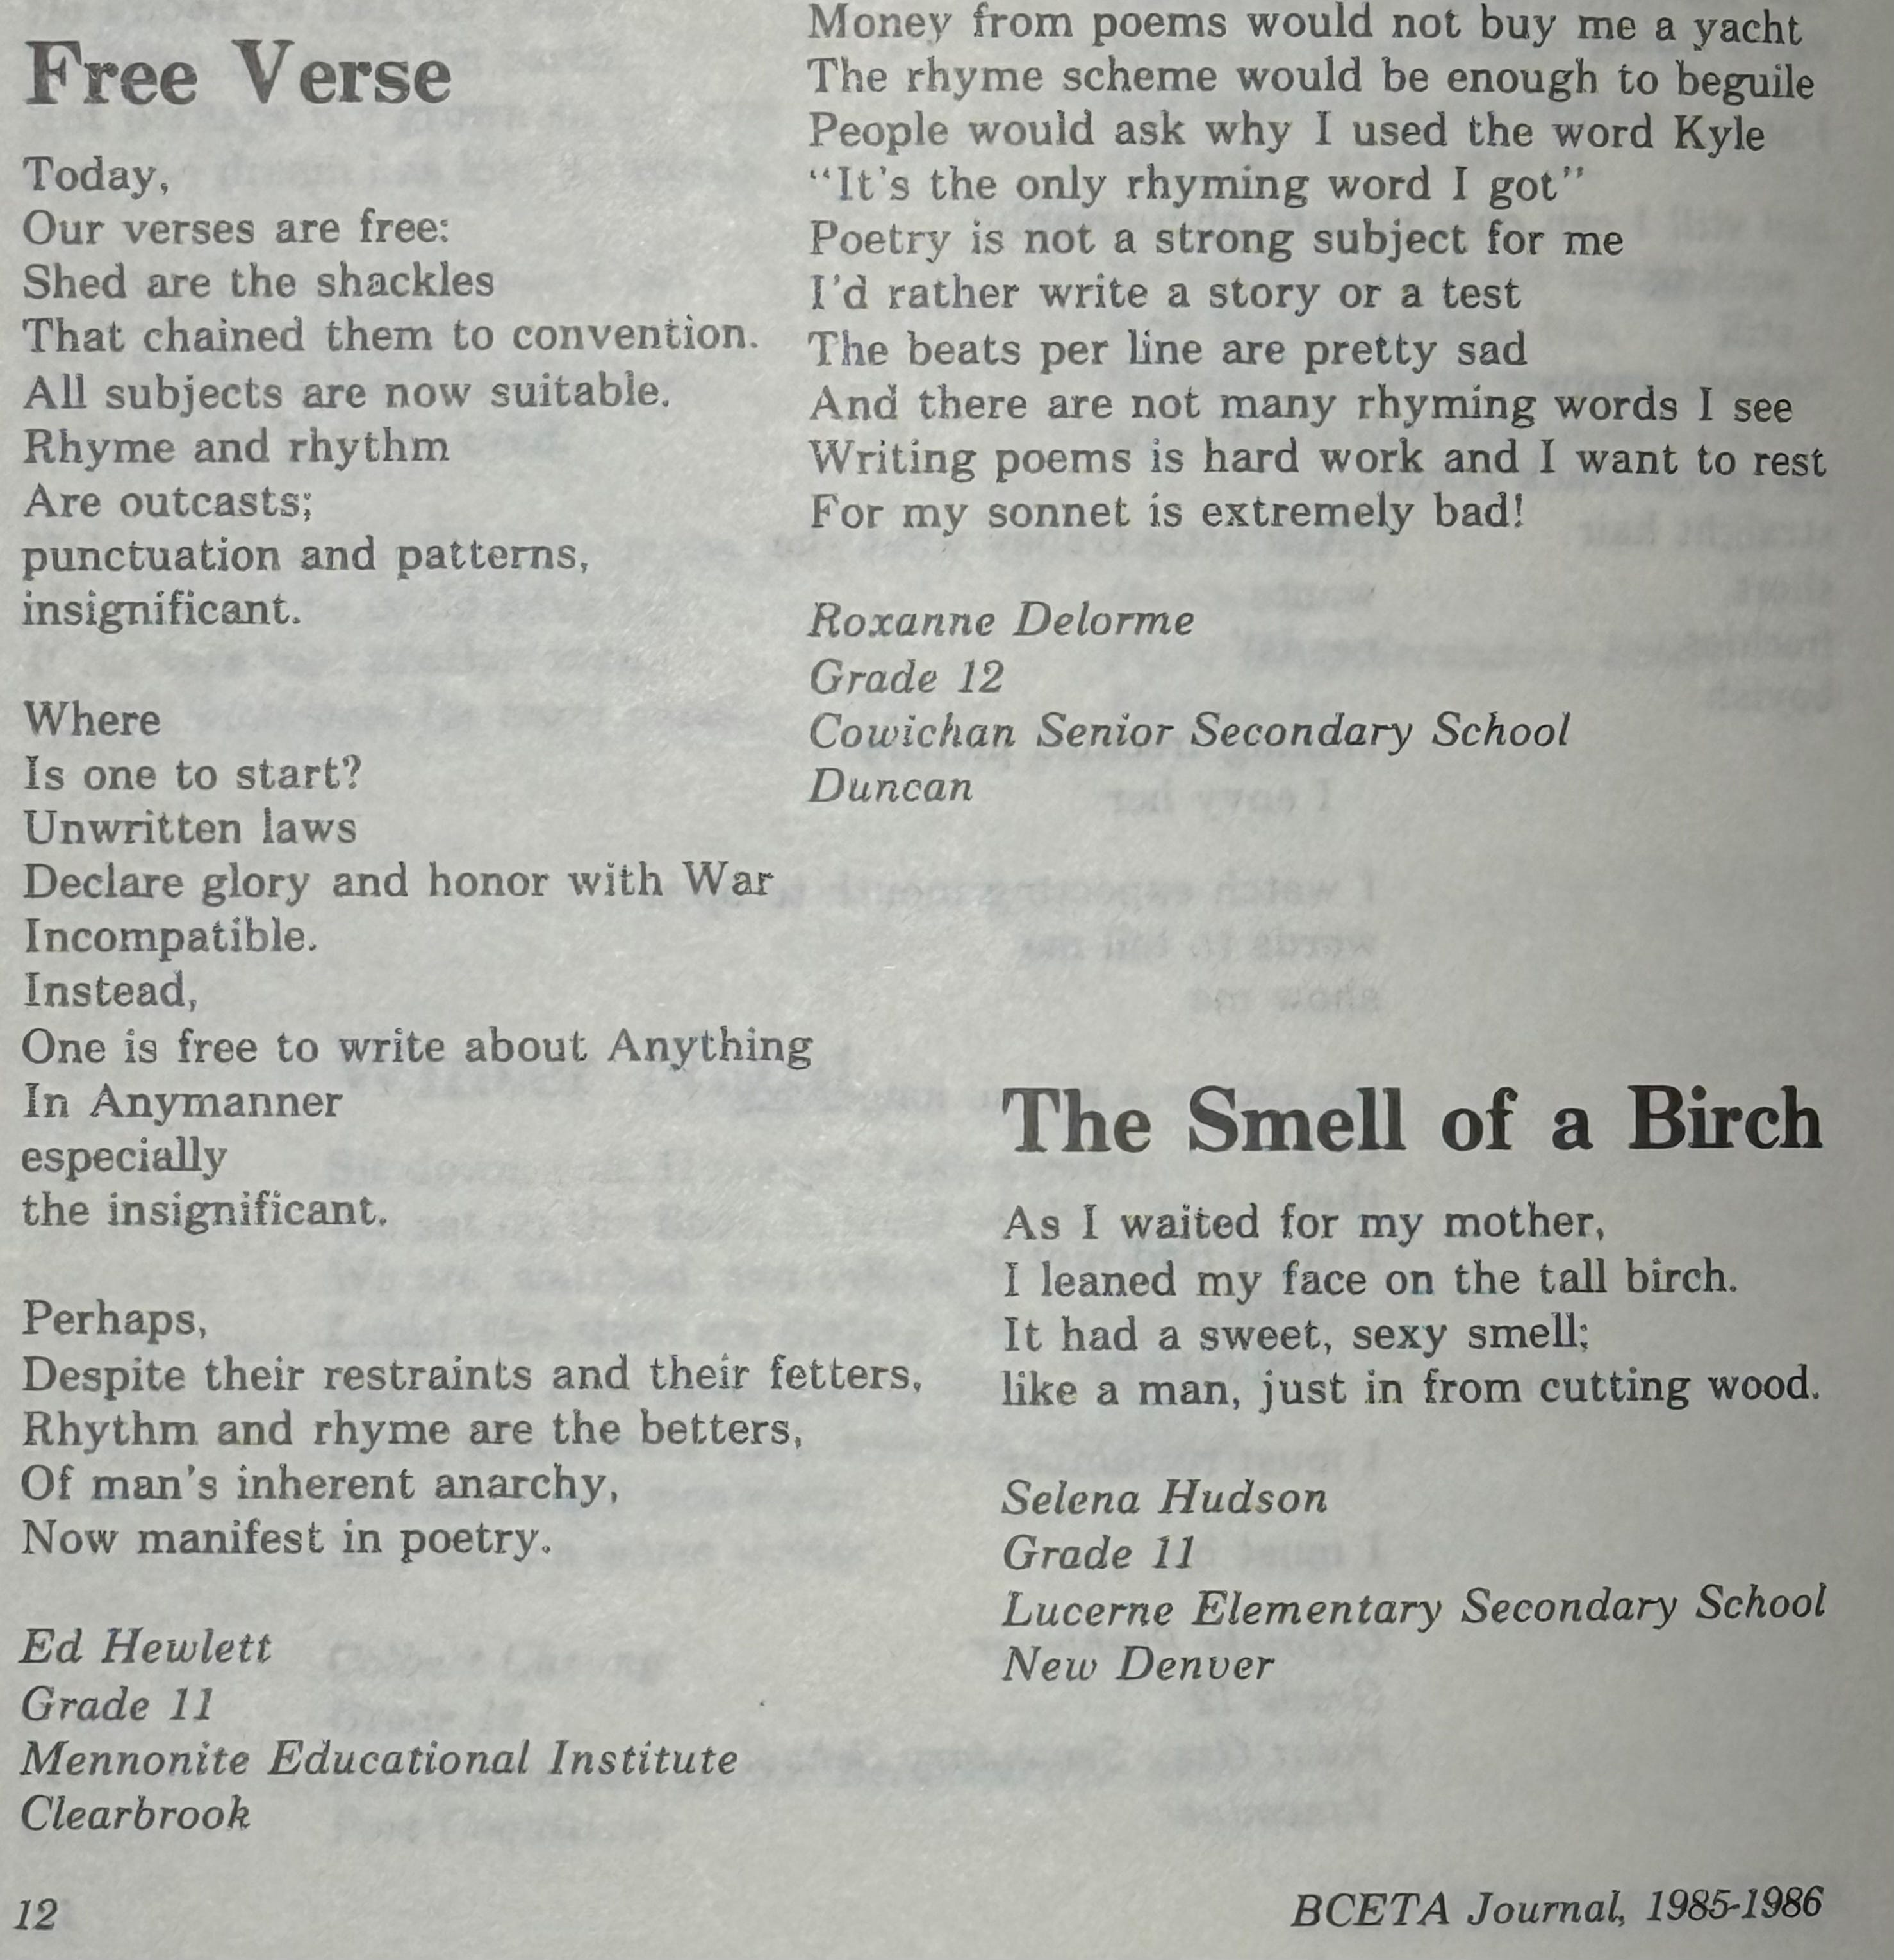 Free Verse
Today,
Our verses are free:
Shed are the shackles
That chained them to convention.
All subjects are now suitable.
Rhyme and rhythm
Are outcasts;
punctuation and patterns,
insignificant.
Where
Is one to start?
Unwritten laws
Declare glory and honor with War
Incompatible.
Instead,
One is free to write about Anything
In Anymanner
especially
the insignificant.
Perhaps,
Despite their restraints and their fetters,
Rhythm and rhyme are the betters,
Of man's inherent anarchy,
Now manifest in poetry.
Ed Hewlett
Grade 11
Mennonite Educational Institute
Clearbrook
Money from poems would not buy me a yacht
The rhyme scheme would be enough to beguile
People would ask why I used the word Kyle
“It's the only rhyming word I got”
Poetry is not a strong subject for me
I'd rather write a story or a test
The beats per line are pretty sad
And there are not many rhyming words I see
Writing poems is hard work and I want to rest
For my sonnet is extremely bad!
Roxanne Delorme
Grade 12
Cowichan Senior Secondary School
Duncan
The Smell of a Birch
As I waited for my mother,
I leaned my face on the tall birch.
It had a sweet, sexy smell;
like a man, just in from cutting wood.
Selena Hudson
Grade 11
Lucerne Elementary Secondary School
New Denver
12
BCETA Journal, 1985-1986